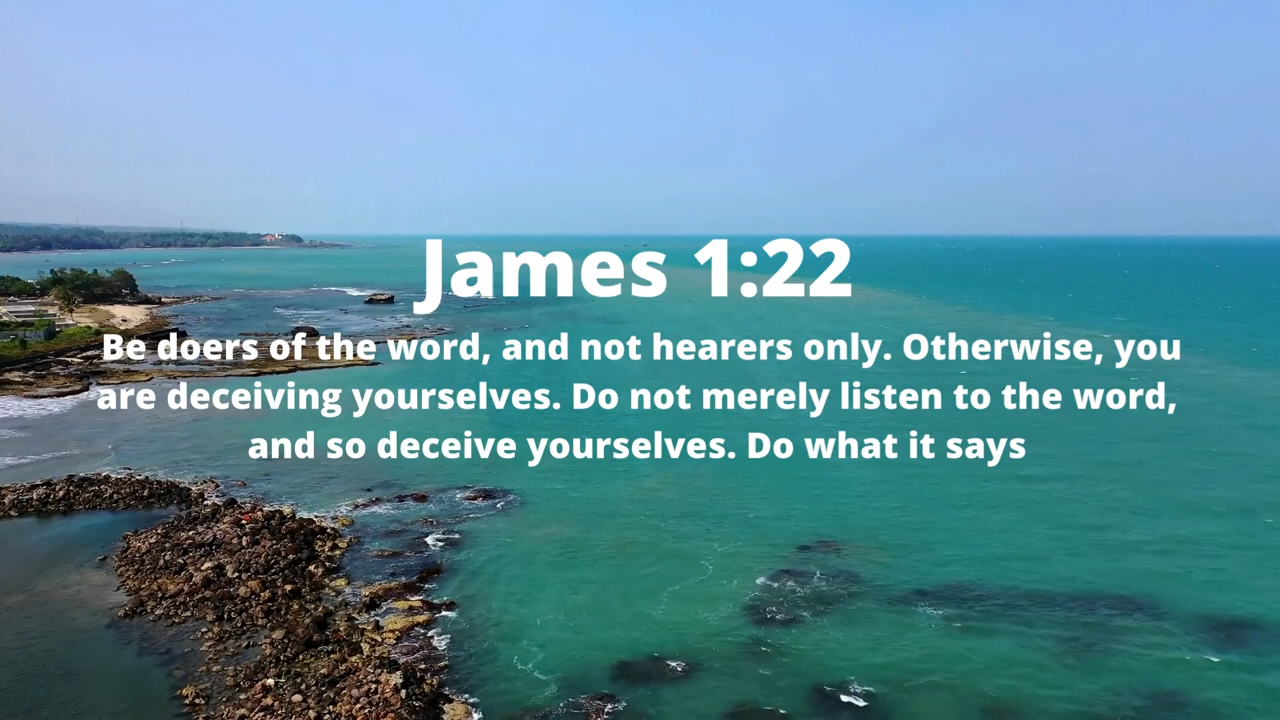 James 1:22
Be doers of the word, and not hearers only. Otherwise, you
are deceiving yourselves. Do not merely listen to the word,
and so deceive yourselves. Do what it says